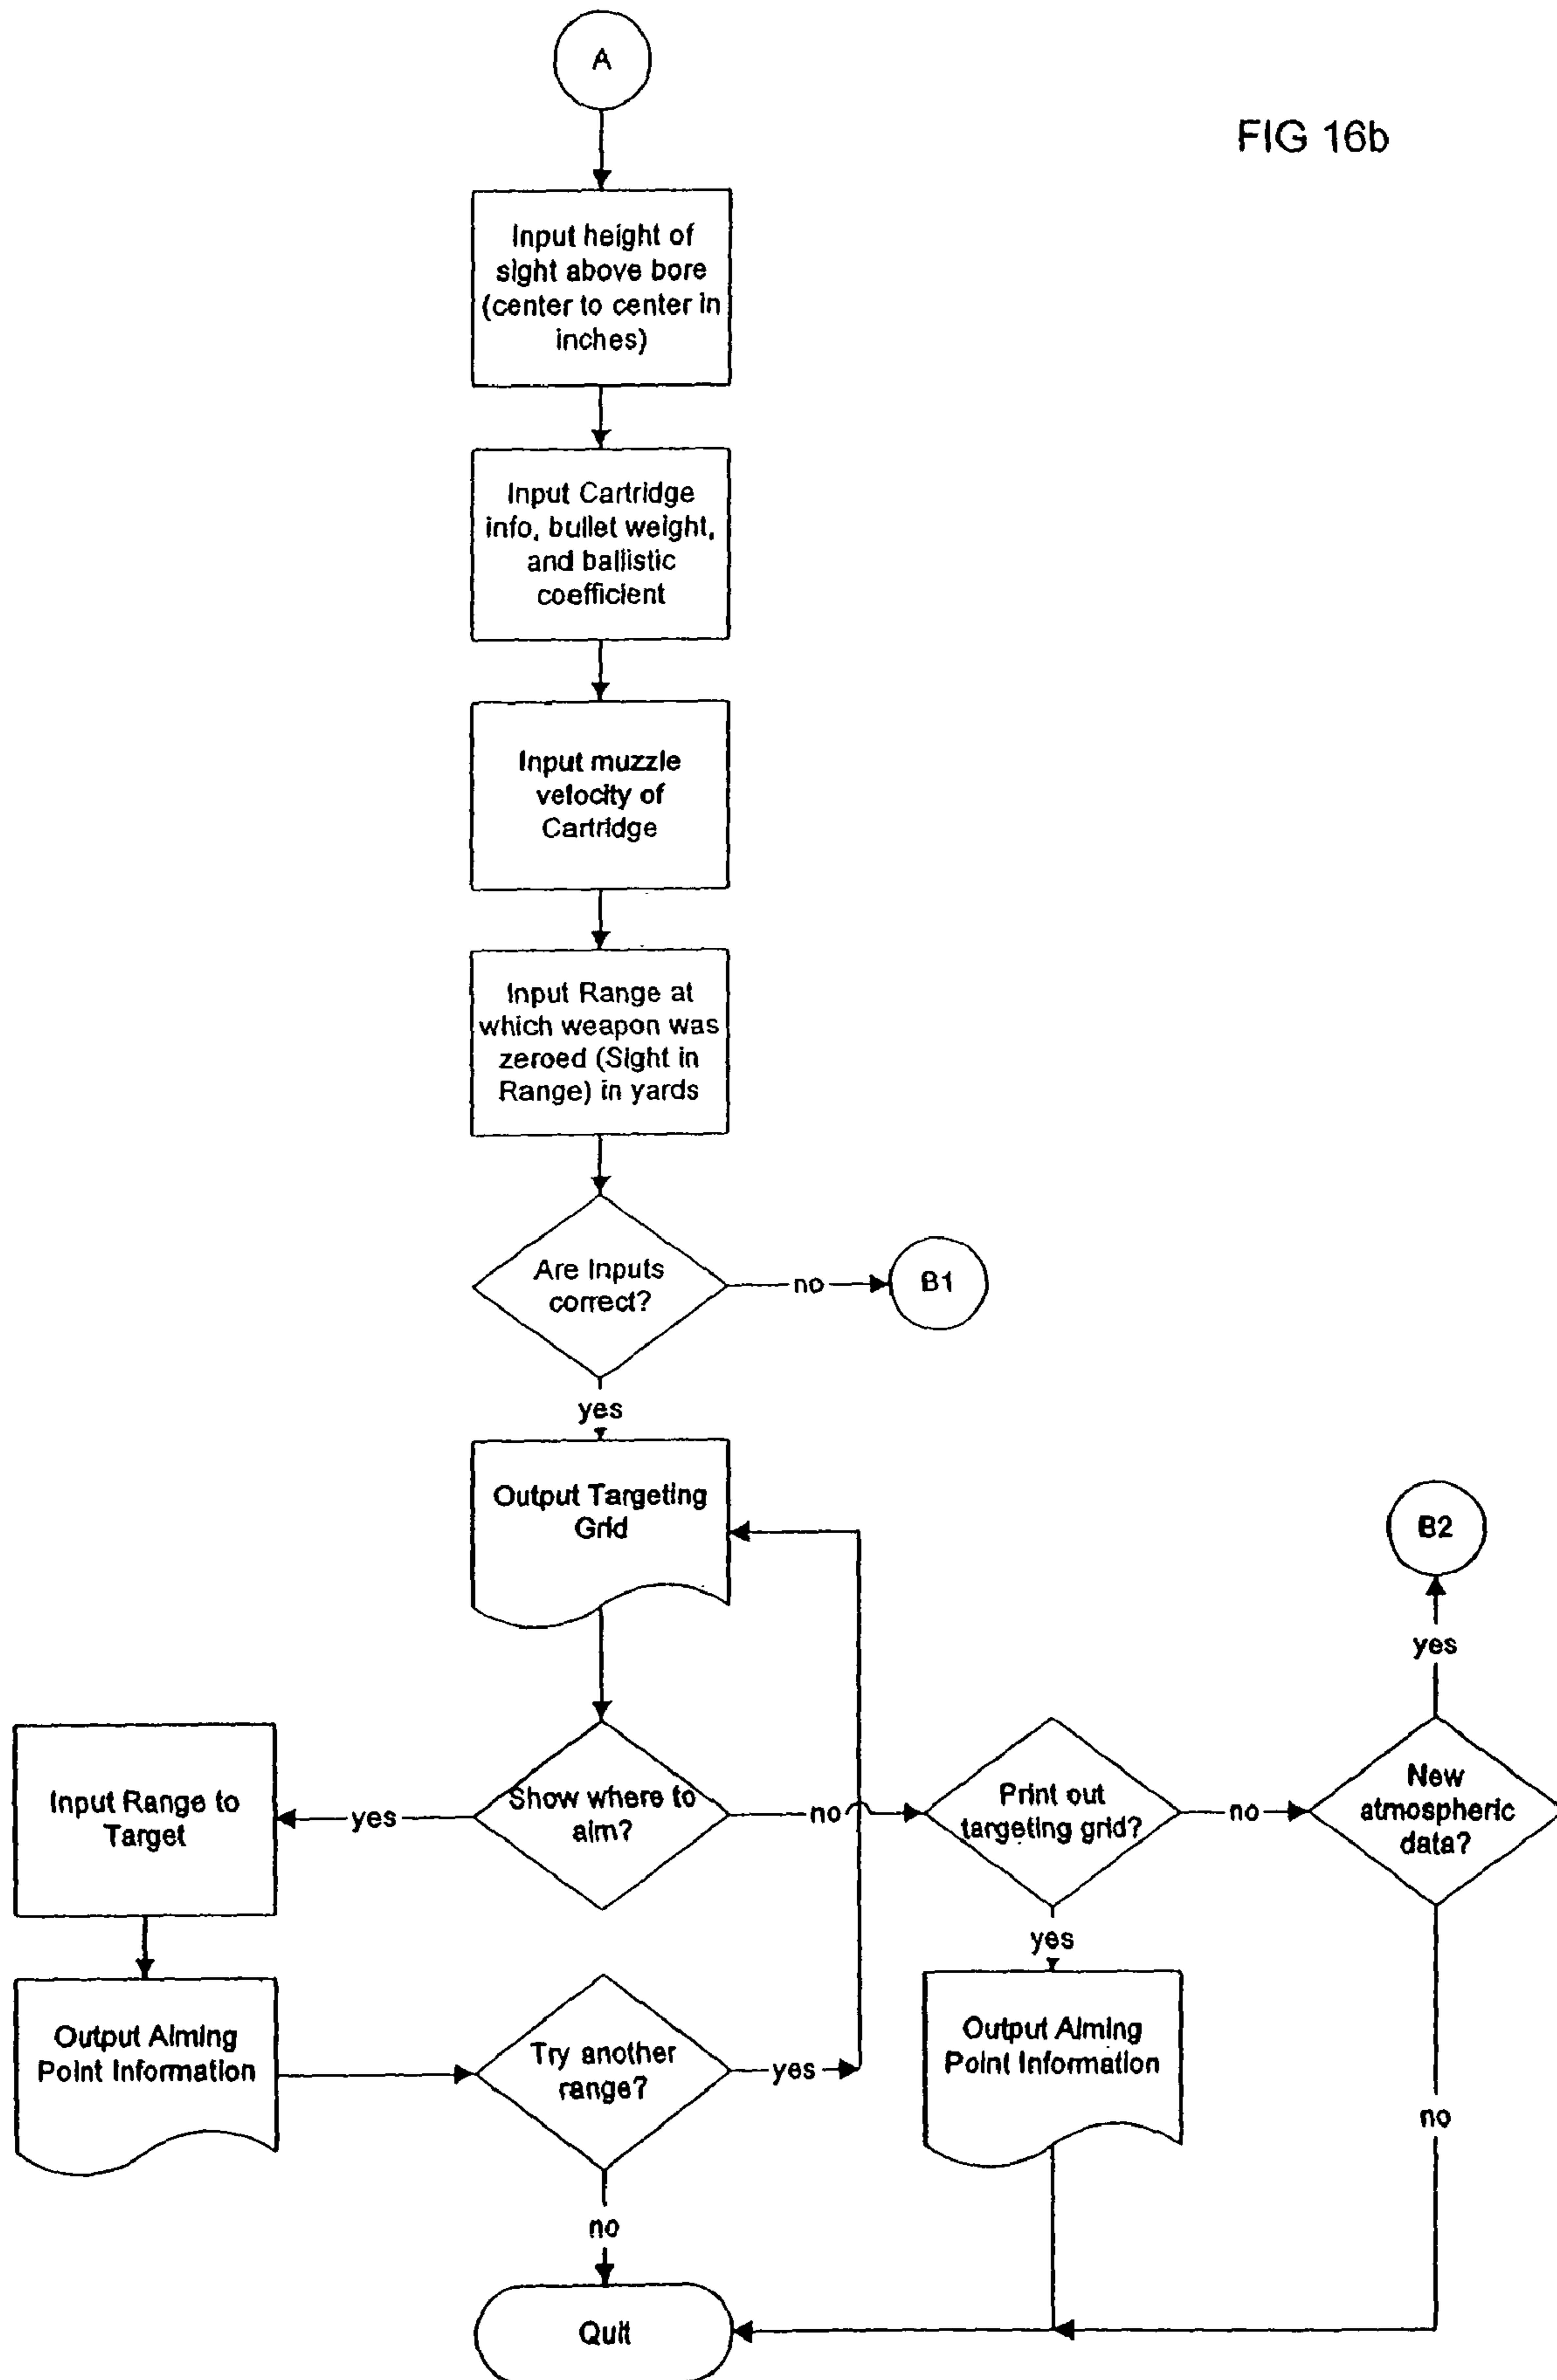 A
FIG 16b
Input height of
sight above bore
(center to center in
inches)
Input Cartridge
info, bullet weight,
and ballistic
coefficient
Input muzzle
velocity of
Cartridge
Input Range at
which weapon was
zeroed (Sight in
Range) in yards
Are Inputs
correct?
no
B1
yes
Output Targeting
Grid
B2
yes
Input Range to
Target
yes
Show where to
aim?
no
Print out
targeting grid?
no
New
atmospheric
data?
yes
Output Aiming
Point Information
Try another
range?
yes
Output Aiming
Point Information
no
no
Quit